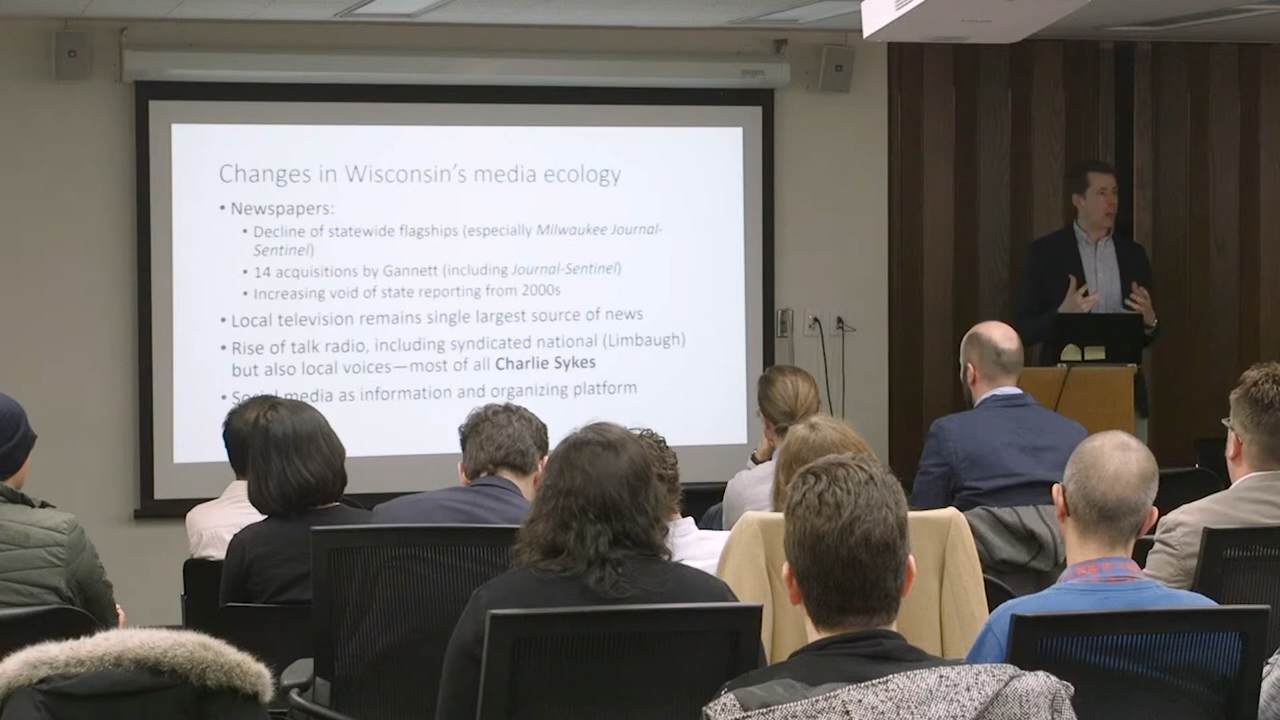 Changes in Wisconsin's media ecology
• Newspapers:
• Decline of statewide flagships (especially Milwaukee Journal-
Sentinel)
• 14 acquisitions by Gannett (including Journal-Sentinel)
• Increasing void of state reporting from 2000s
• Local television remains single largest source of news
• Rise of talk radio, including syndicated national (Limbaugh)
but also local voices—most of all Charlie Sykes
• Social media as information and organizing platform